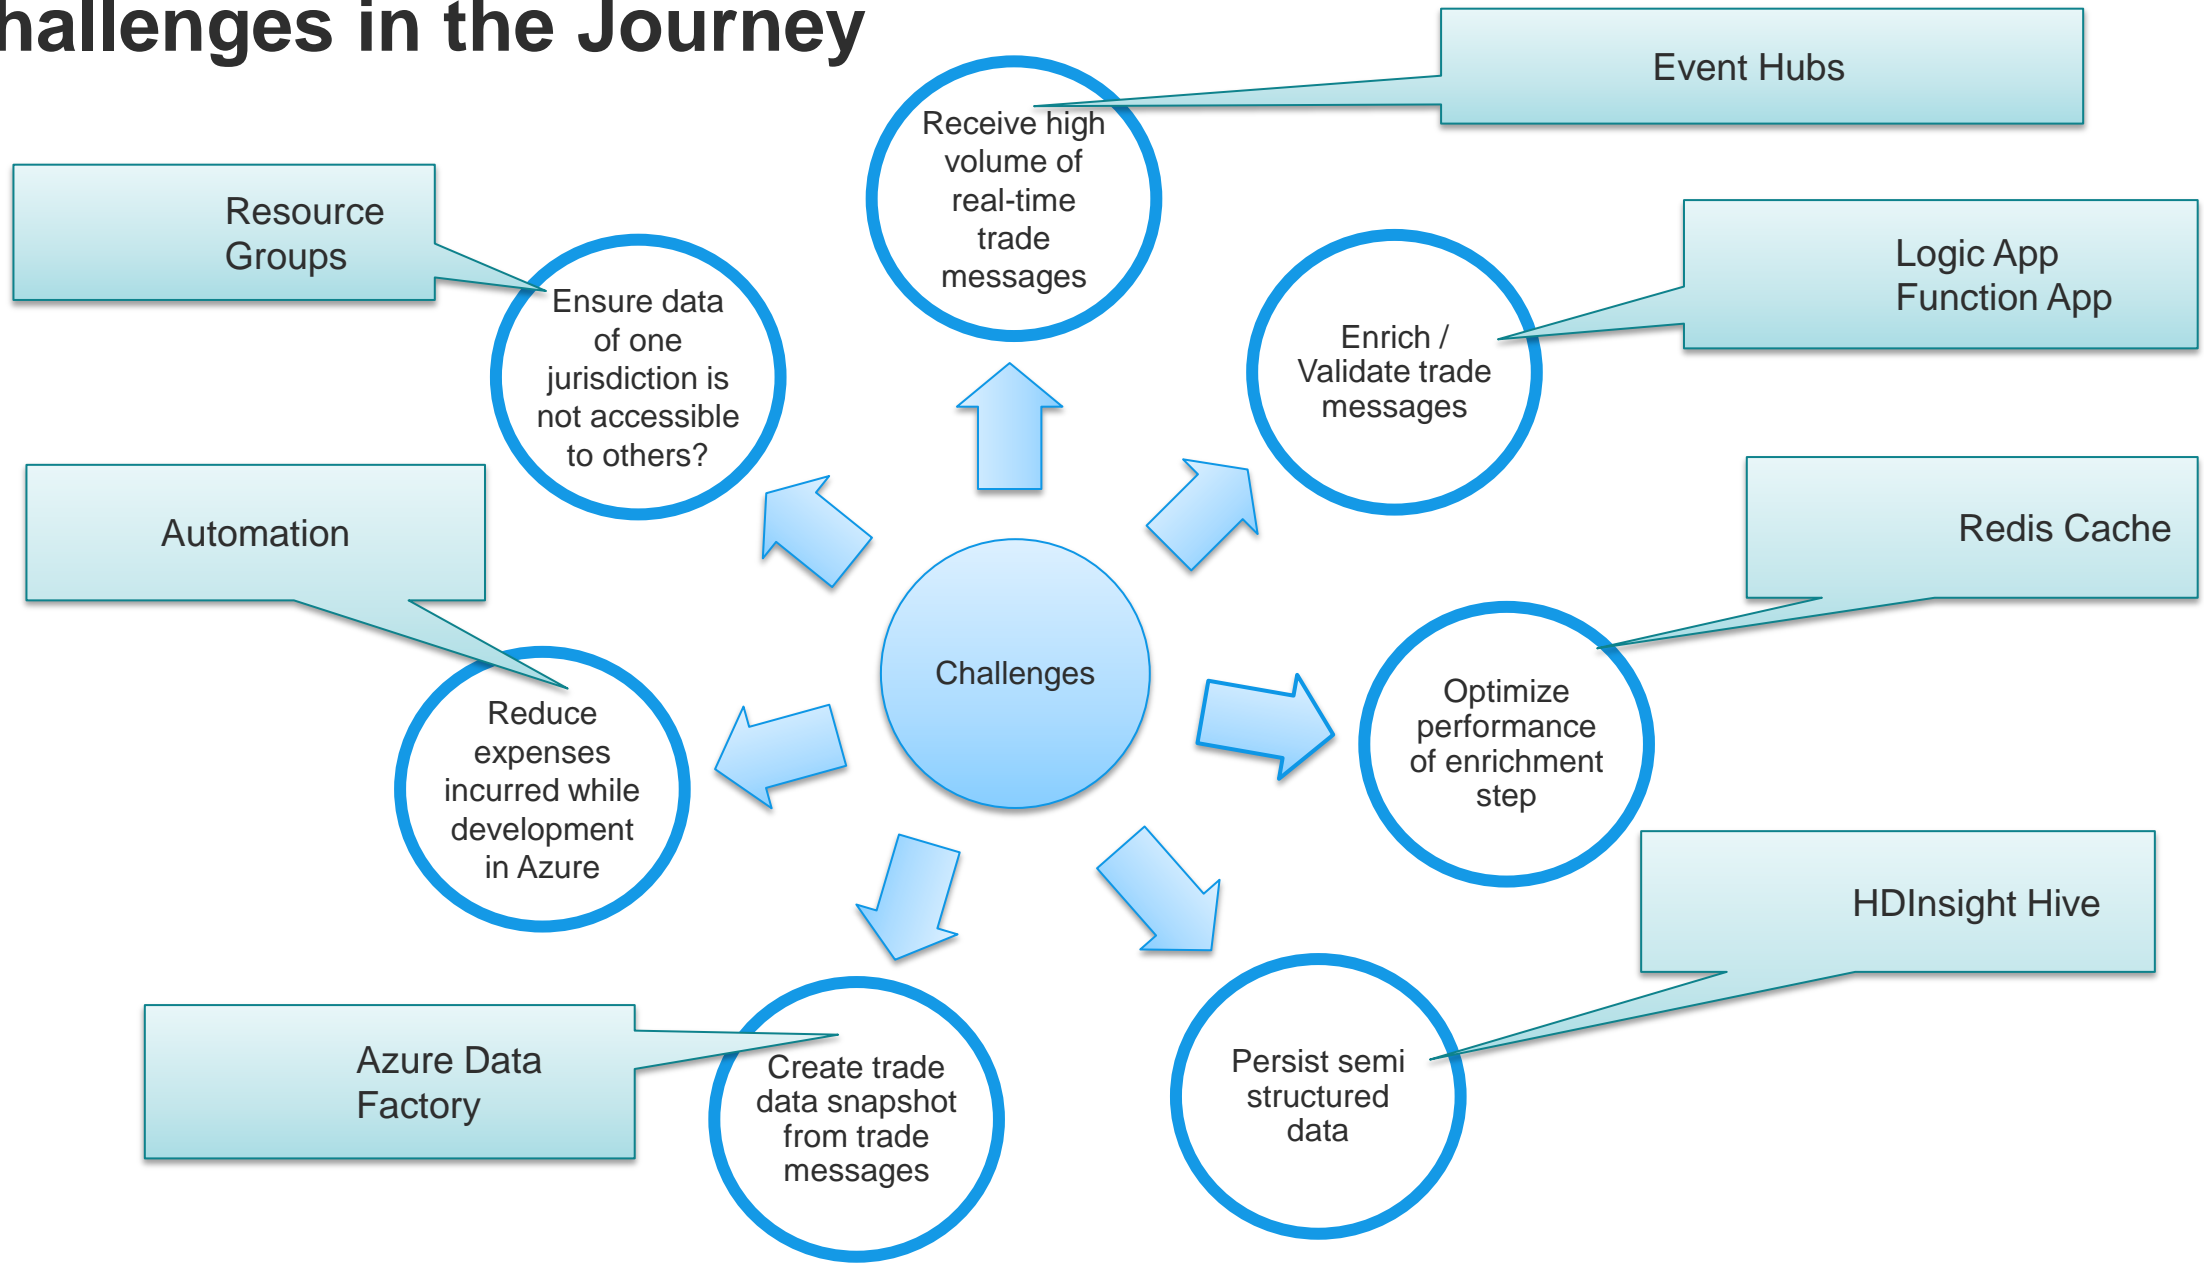 hallenges in the Journey
Event Hubs
Receive high
volume of
real-time
trade
messages
Resource
Groups
Logic App
Function App
Ensure data
of one
jurisdiction is
not accessible
to others?
Enrich /
Validate trade
messages
Automation
Redis Cache
Challenges
Reduce
expenses
incurred while
development
in Azure
Optimize
performance
of enrichment
step
HDInsight Hive
Azure Data
Factory
Create trade
data snapshot
from trade
messages
Persist semi
structured
data